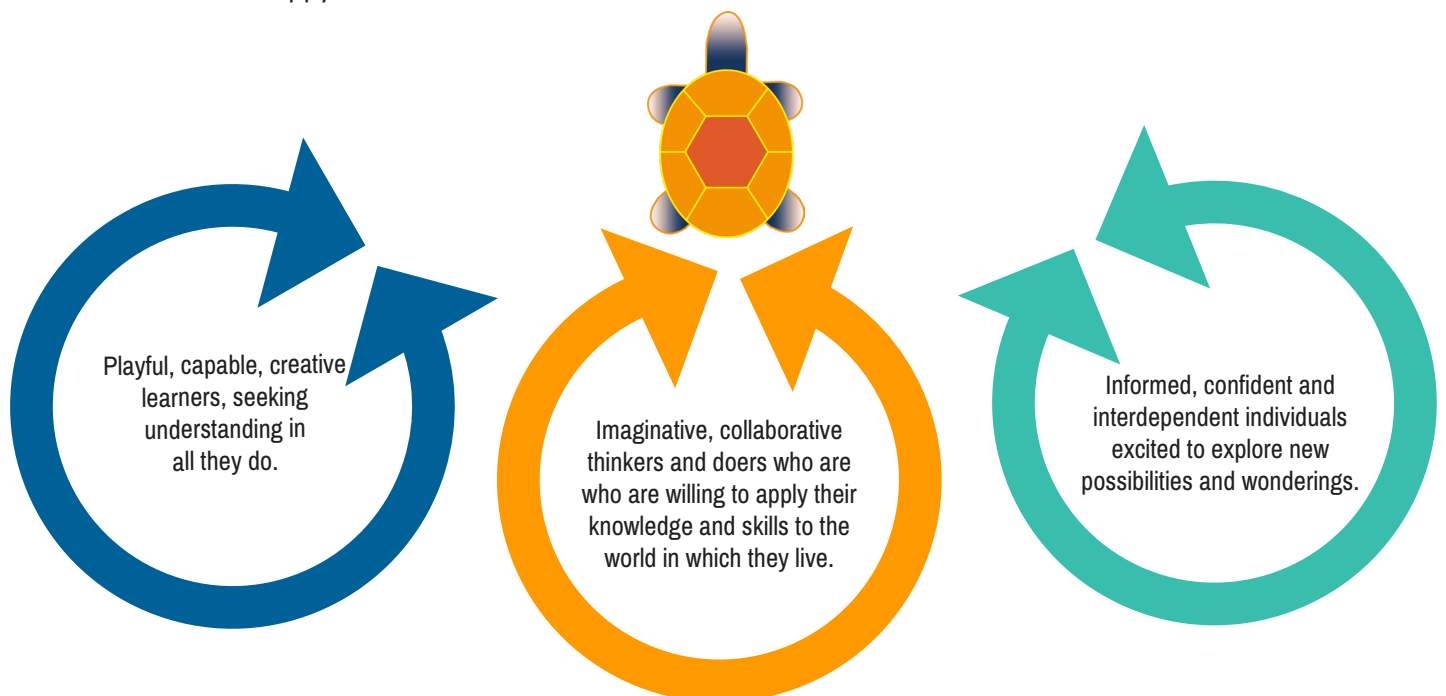 Playful, capable, creative
learners, seeking
understanding in
all they do.
Imaginative, collaborative
thinkers and doers who are
who are willing to apply their
knowledge and skills to the
world in which they live.
Informed, confident and
interdependent individuals
excited to explore new
possibilities and wonderings.